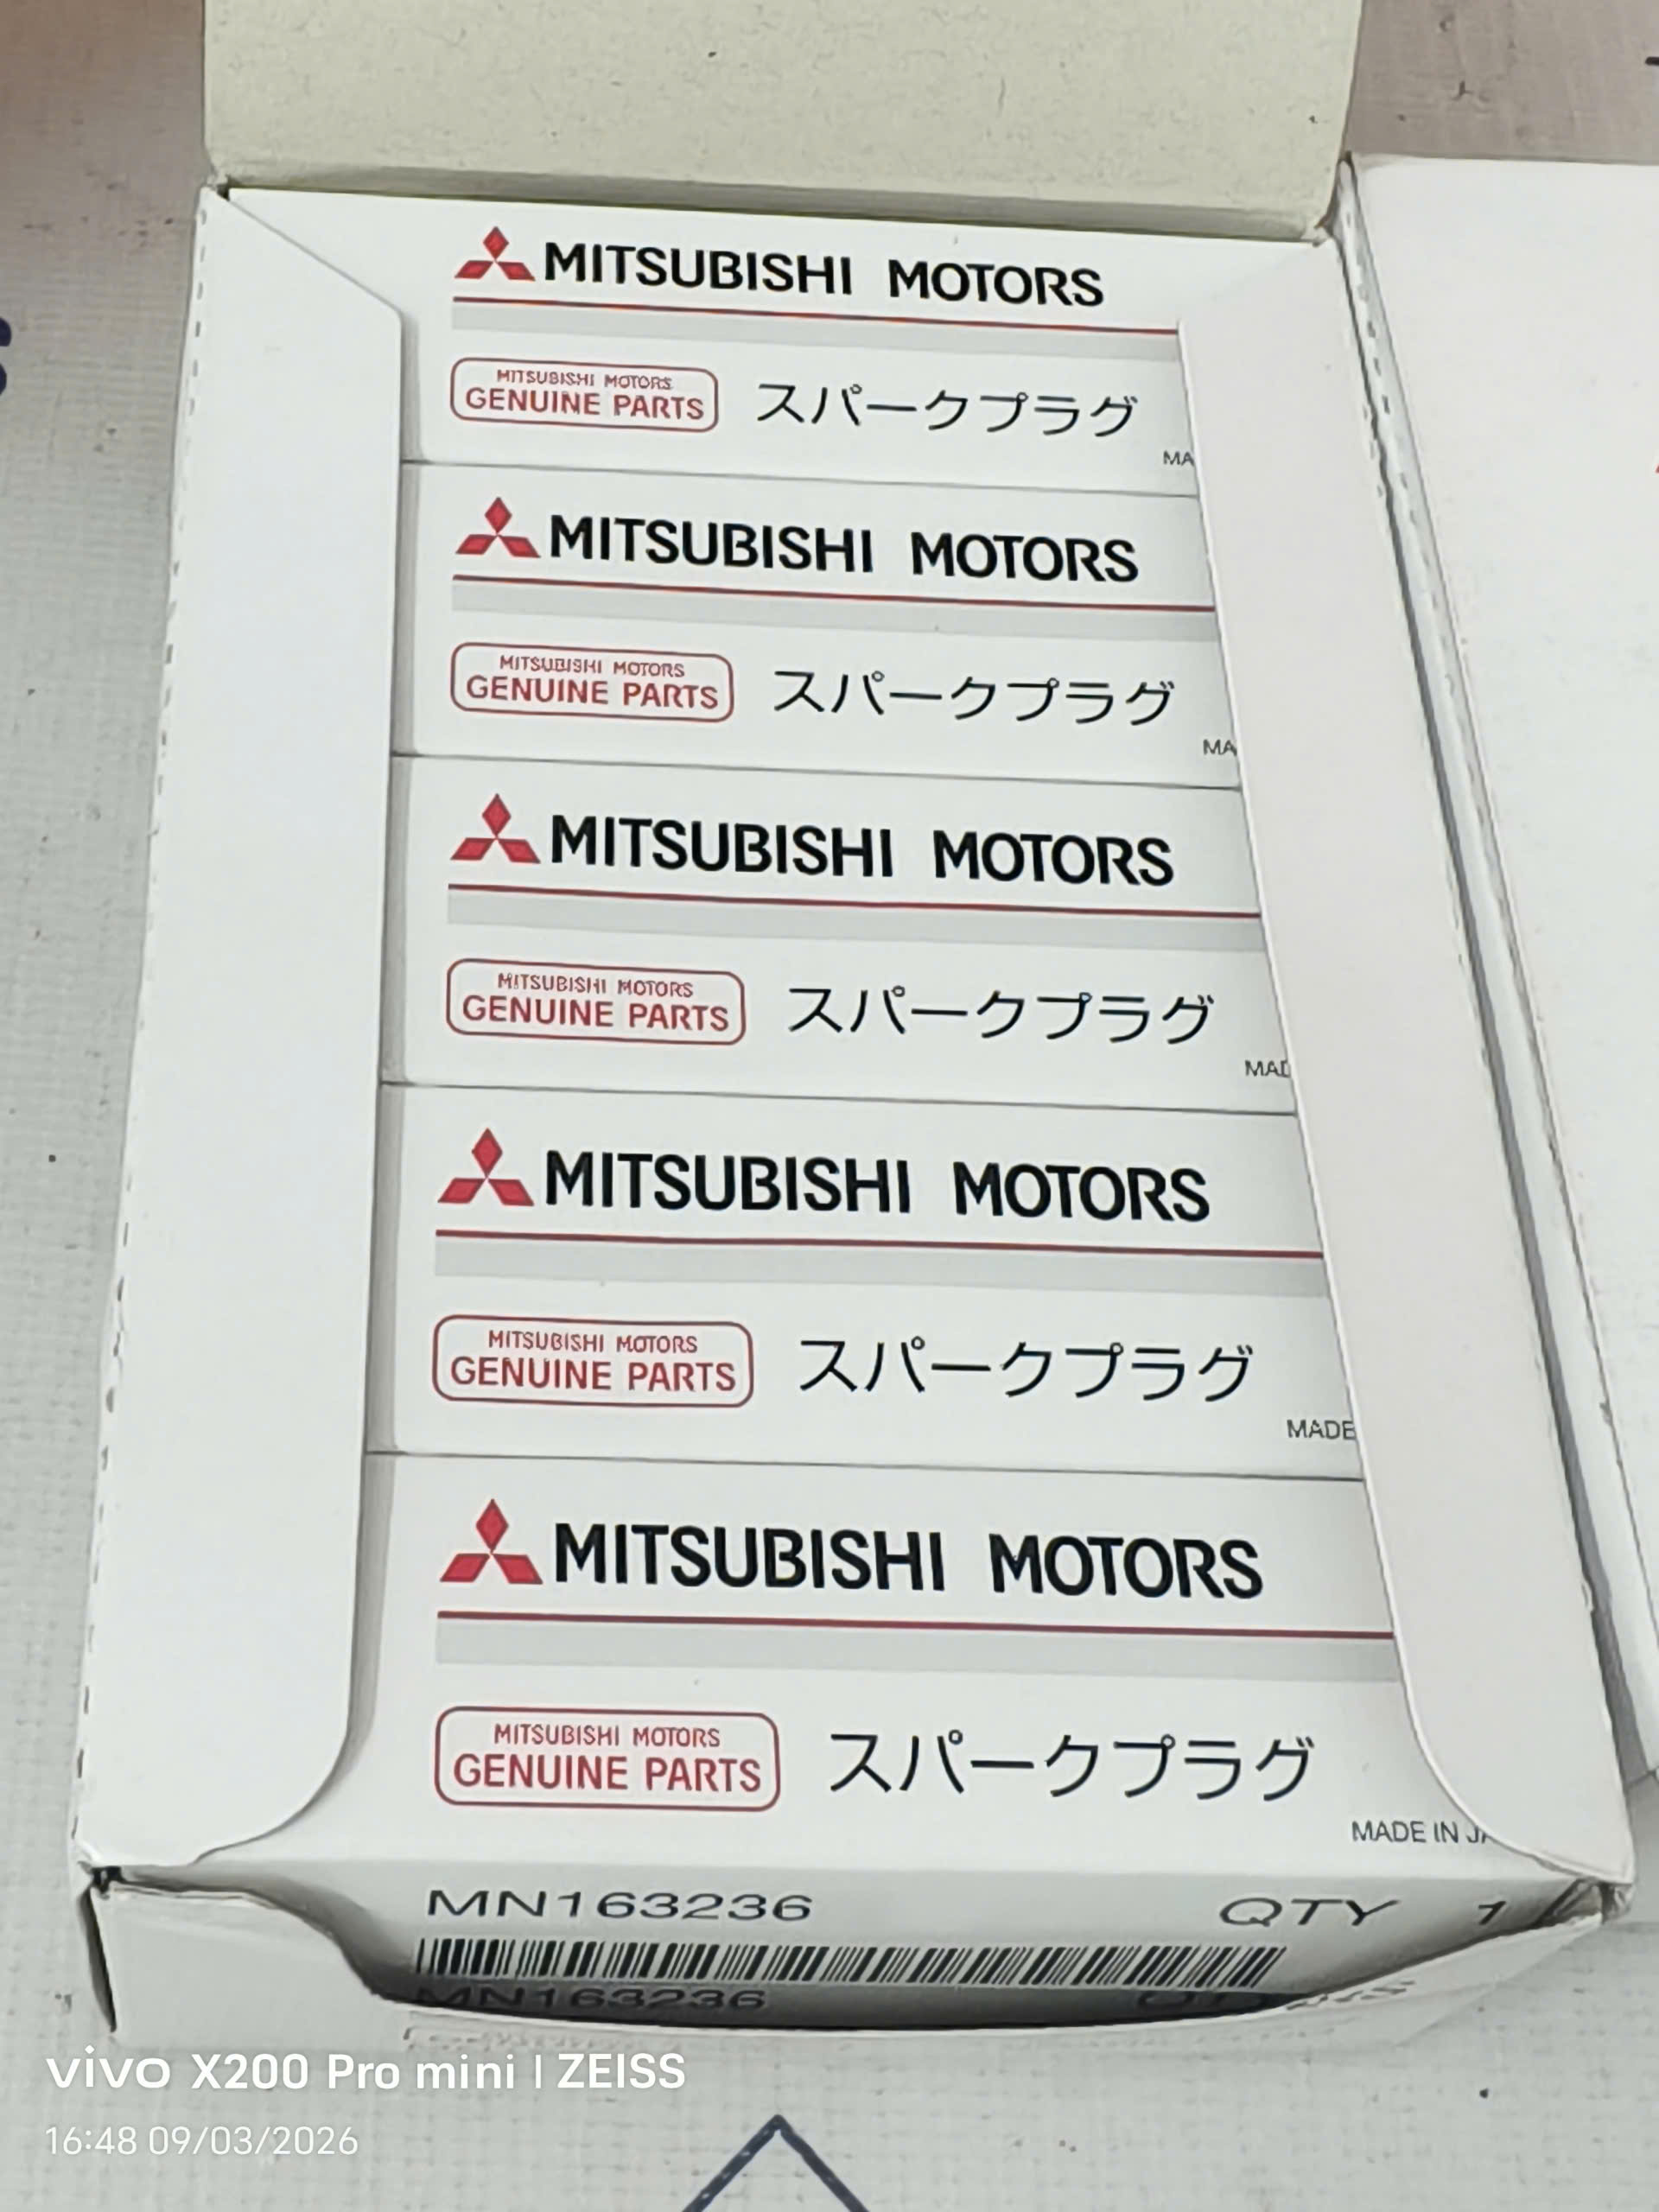 MITSUBISHI MOTORS
MITSUBISHI MOTORS
GENUINE PARTS
スパークプラグ
MA
MITSUBISHI MOTORS
MITSUBISHI MOTORS
GENUINE PARTS
スパークプラグ
MA
MITSUBISHI MOTORS
MITSUBISHI MOTORS
GENUINE PARTS
スパークプラグ
MAD
MITSUBISHI MOTORS
MITSUBISHI MOTORS
GENUINE PARTS
スパークプラグ
MADE
MITSUBISHI MOTORS
MITSUBISHI MOTORS
GENUINE PARTS
スパークプラグ
MADE IN JA
MN163236 QTY 1
MN163236
vivo X200 Pro mini | ZEISS
16:48 09/03/2026